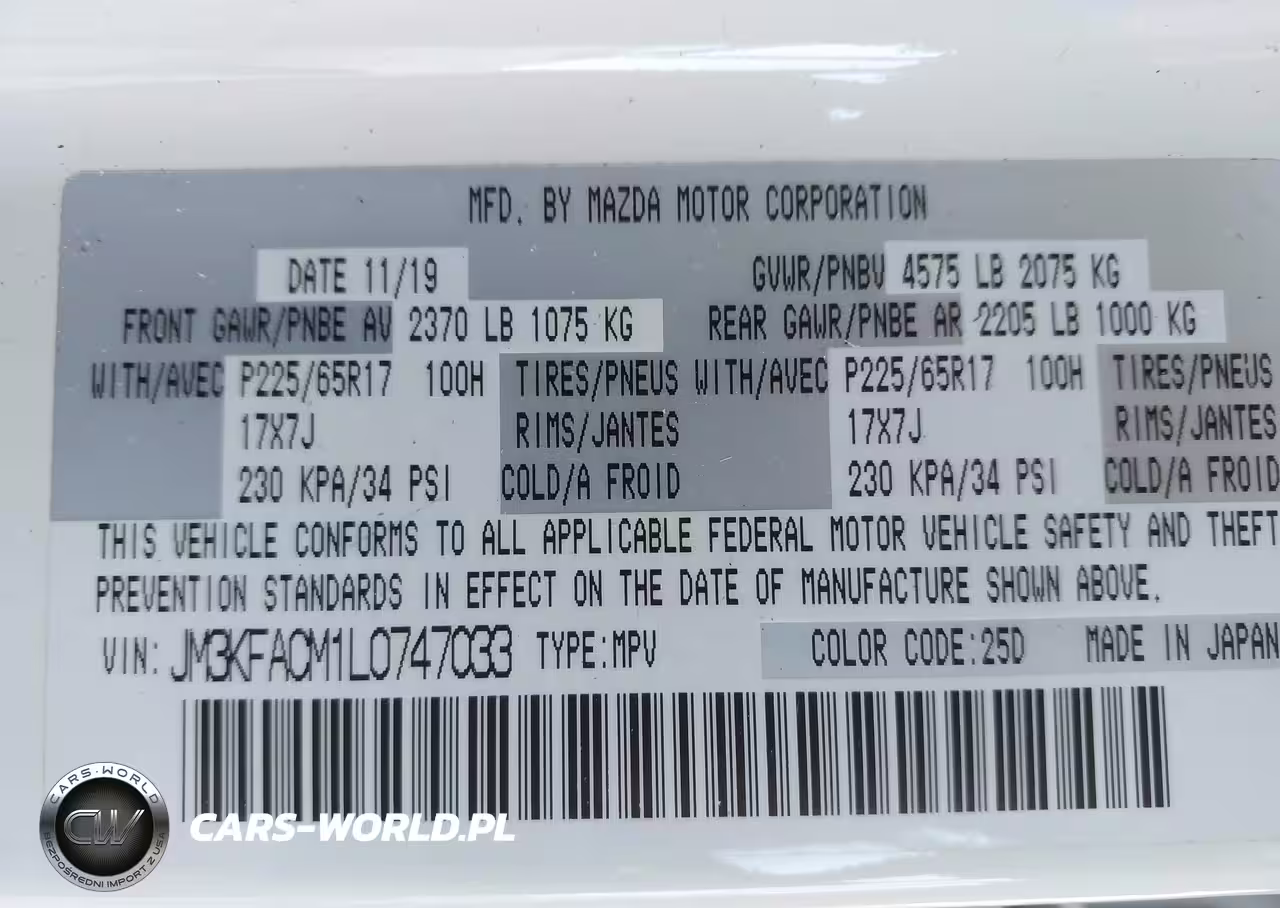 MFD. BY MAZDA MOTOR CORPORATION
DATE 11/19 GVWR/PNBV 4575 LB 2075 KG
FRONT GAWR/PNBE AV 2370 LB 1075 KG REAR GAWR/PNBE AR 2205 LB 1000 KG
WITH/AVEC P225/65R17 100H TIRES/PNEUS WITH/AVEC P225/65R17 100H TIRES/PNEUS
17X7J RIMS/JANTES 17X7J RIMS/JANTES
230 KPA/34 PSI COLD/A FROID 230 KPA/34 PSI COLD/A FROID
THIS VEHICLE CONFORMS TO ALL APPLICABLE FEDERAL MOTOR VEHICLE SAFETY AND THEFT
PREVENTION STANDARDS IN EFFECT ON THE DATE OF MANUFACTURE SHOWN ABOVE.
VIN: JM3KFACM1L0747033 TYPE:MPV COLOR CODE:25D MADE IN JAPAN
CARS-WORLD
CW
BEZPOŚREDNI IMPORT Z USA
CARS-WORLD.PL